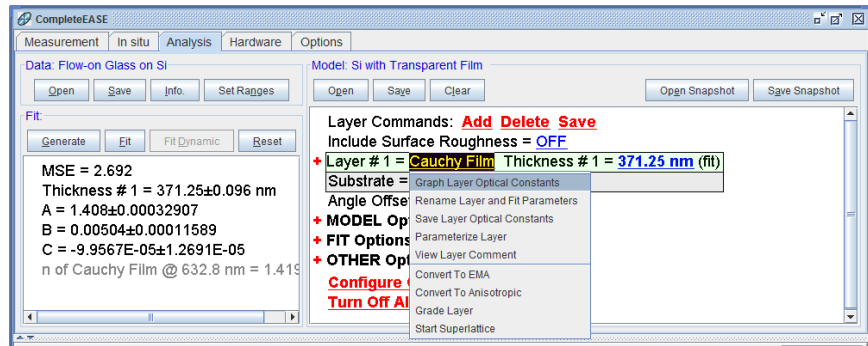 CompleteEASE
Measurement In situ Analysis Hardware Options
Data: Flow-on Glass on Si
Open Save Info. Set Ranges
Fit:
Generate Fit Fit Dynamic Reset
MSE = 2.692
Thickness # 1 = 371.25±0.096 nm
A = 1.408±0.00032907
B = 0.00504±0.00011589
C = -9.9567E-05±1.2691E-05
n of Cauchy Film @ 632.8 nm = 1.419
Model: Si with Transparent Film
Open Save Clear Open Snapshot Save Snapshot
Layer Commands: Add Delete Save
Include Surface Roughness = OFF
+ Layer # 1 = Cauchy Film Thickness # 1 = 371.25 nm (fit)
Substrate =
Angle Offse
+ MODEL Op
+ FIT Options
+ OTHER Opt
Configure
Turn Off Al
Graph Layer Optical Constants
Rename Layer and Fit Parameters
Save Layer Optical Constants
Parameterize Layer
View Layer Comment
Convert To EMA
Convert To Anisotropic
Grade Layer
Start Superlattice